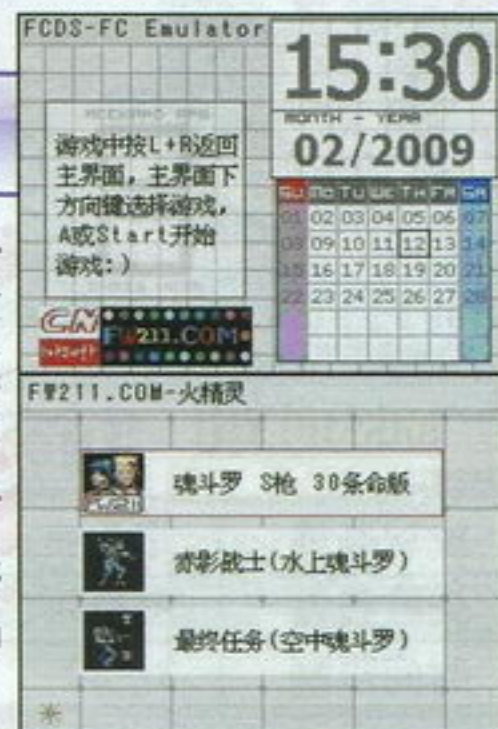 FCDS-FC Emulator
15:30
MONTH - YEAR
02/2009
游戏中按L+R返回
主界面，主界面下
方向键选择游戏，
A或Start开始
游戏：）
SU MO TU WE TH FR SA
01 02 03 04 05 06 07
08 09 10 11 12 13 14
15 16 17 18 19 20 21
22 23 24 25 26 27 28
CN
FW211.COM
FW211.COM-火精灵
FW211
魂斗罗 S枪 30条命版
赤影战士(水上魂斗罗)
最终任务(空中魂斗罗)